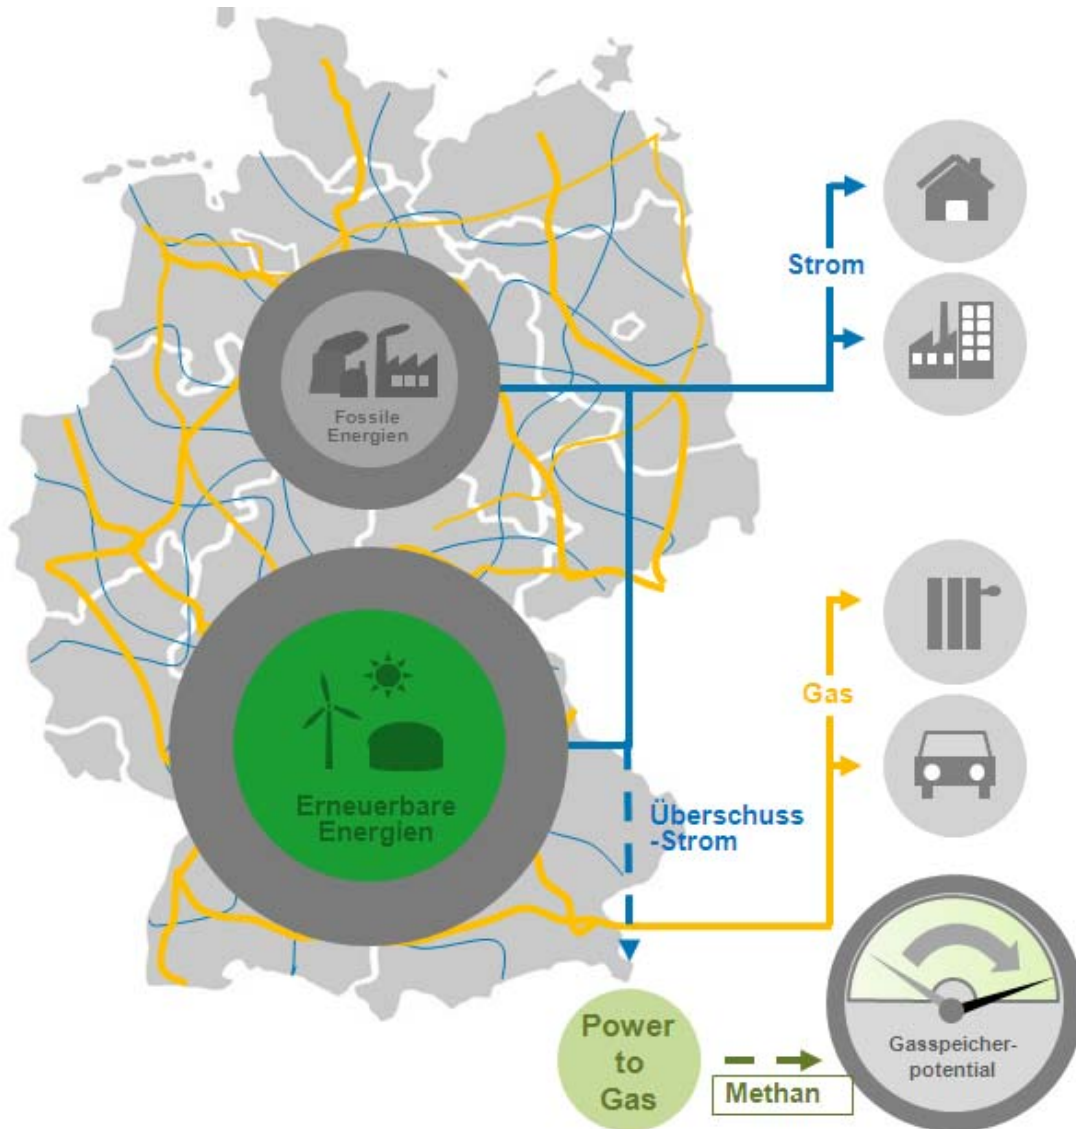 Strom
Fossile
Energien
Gas
Erneuerbare
Energien
Überschuss
-Strom
Power
to
Gas
Methan
Gasspeicher-
potential